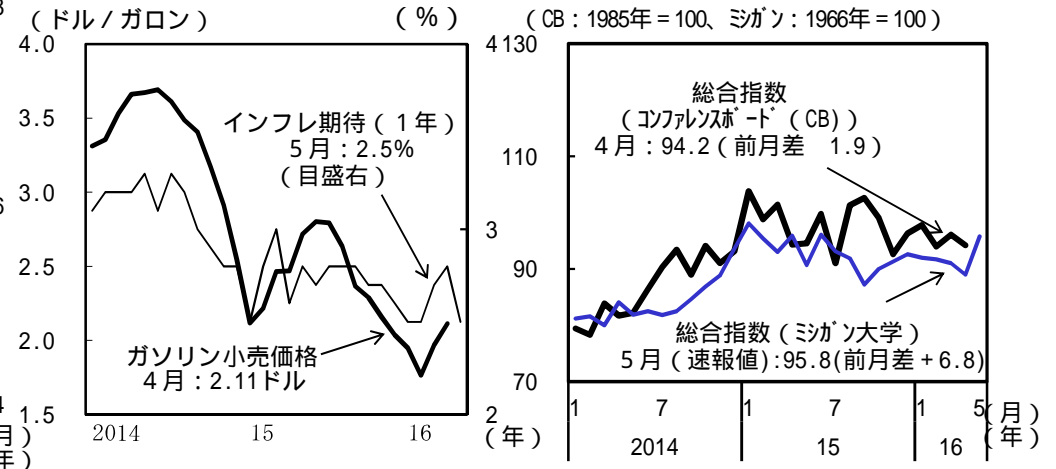 （ドル / ガロン）
（％）
4.0
3.5
3.0
2.5
2.0
1.5
4
3
2
インフレ期待（１年）
５月：2.5%
（目盛右）
ガソリン小売価格
４月：2.11ドル
2014
15
16
（年）
（CB：1985年＝100、ミシガン：1966年＝100）
130
110
90
70
総合指数
（コンファレンスボード（CB)）
４月：94.2（前月差　1.9）
総合指数（ミシガン大学）
５月（速報値）:95.8(前月差＋6.8)
1
7
1
7
1
5
（月）
2014
15
16
（年）